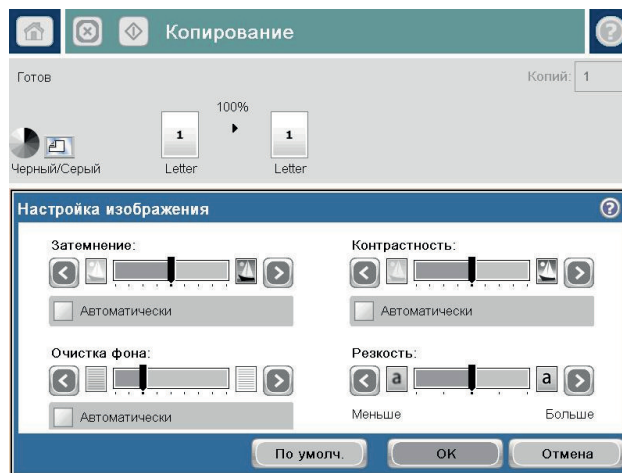 Копирование
Готов
Копий: 1
100%
1 1
Черный/Серый Letter Letter
Настройка изображения
Затемнение: Контрастность:
Автоматически Автоматически
Очистка фона: Резкость:
a a
Автоматически Меньше Больше
По умолч. OK Отмена